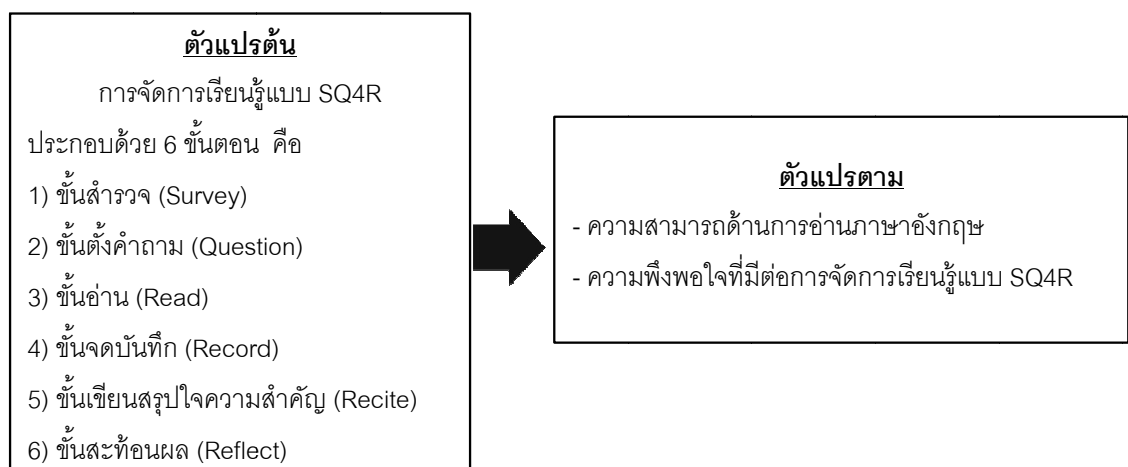 ตัวแปรต้น
การจัดการเรียนรู้แบบ SQ4R
ประกอบด้วย 6 ขั้นตอน คือ
1) ขั้นสำรวจ (Survey)
2) ขั้นตั้งคำถาม (Question)
3) ขั้นอ่าน (Read)
4) ขั้นจดบันทึก (Record)
5) ขั้นเขียนสรุปใจความสำคัญ (Recite)
6) ขั้นสะท้อนผล (Reflect)
ตัวแปรตาม
- ความสามารถด้านการอ่านภาษาอังกฤษ
- ความพึงพอใจที่มีต่อการจัดการเรียนรู้แบบ SQ4R